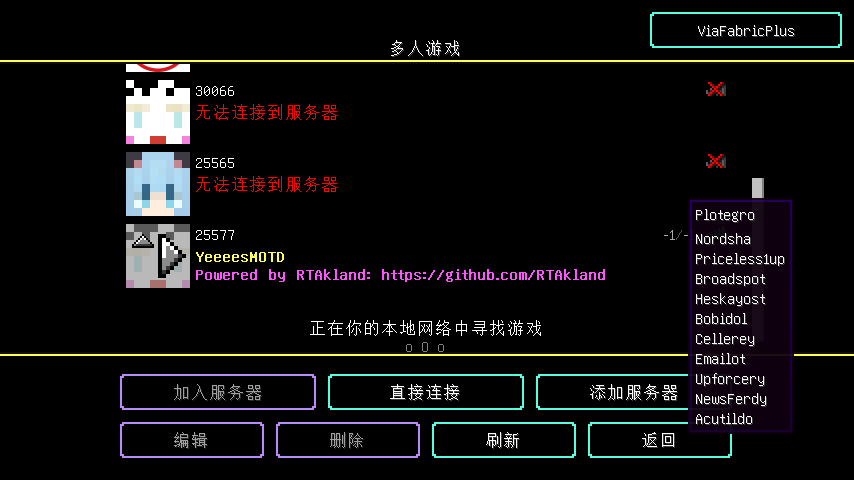 ViaFabricPlus
多人游戏
30066
无法连接到服务器
25565
无法连接到服务器
25577
-1/-
YeeeesMOTD
Powered by RTAkland: https://github.com/RTAkland
Plotegro
Nordsha
Priceless1up
Broadspot
Heskayost
Bobidol
Cellerey
Emailot
Upforcery
NewsFerdy
Acutildo
正在你的本地网络中寻找游戏
o O o
加入服务器
直接连接
添加服务器
编辑
删除
刷新
返回